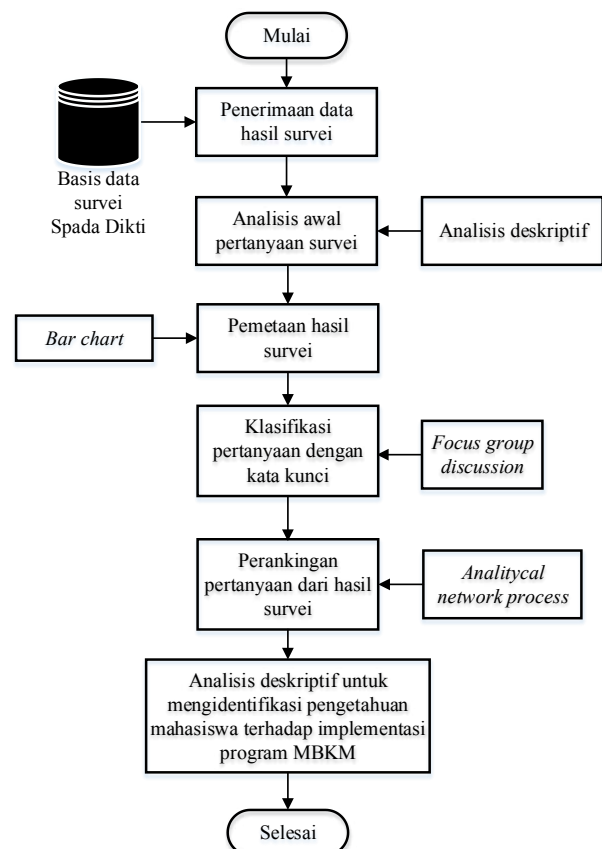 Mulai
Penerimaan data
hasil survei
Basis data
survei
Spada Dikti
Analisis awal
pertanyaan survei
Analisis deskriptif
Bar chart
Pemetaan hasil
survei
Klasifikasi
pertanyaan dengan
kata kunci
Focus group
discussion
Perankingan
pertanyaan dari hasil
survei
Analitycal
network process
Analisis deskriptif untuk
mengidentifikasi pengetahuan
mahasiswa terhadap implementasi
program MBKM
Selesai